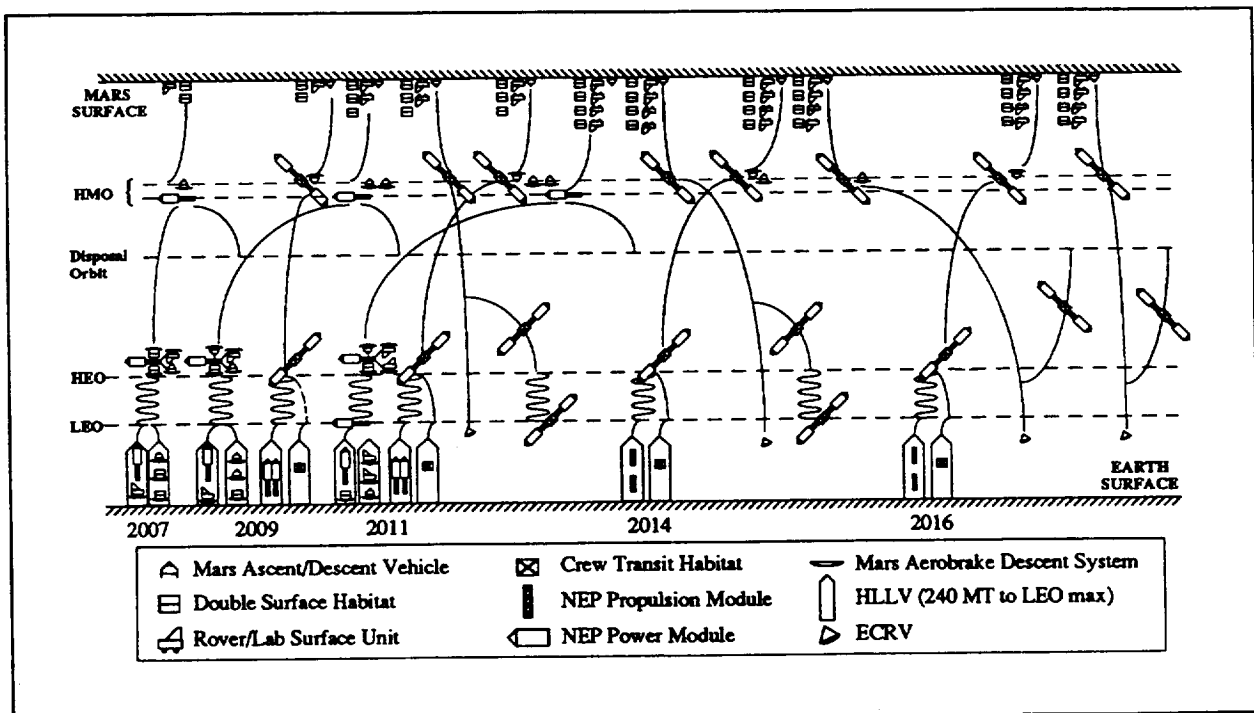 MARS
SURFACE
HMO
Disposal
Orbit
HEO
LEO
EARTH
SURFACE
2007
2009
2011
2014
2016
Mars Ascent/Descent Vehicle
Double Surface Habitat
Rover/Lab Surface Unit
Crew Transit Habitat
NEP Propulsion Module
NEP Power Module
Mars Aerobrake Descent System
HLLV (240 MT to LEO max)
ECRV